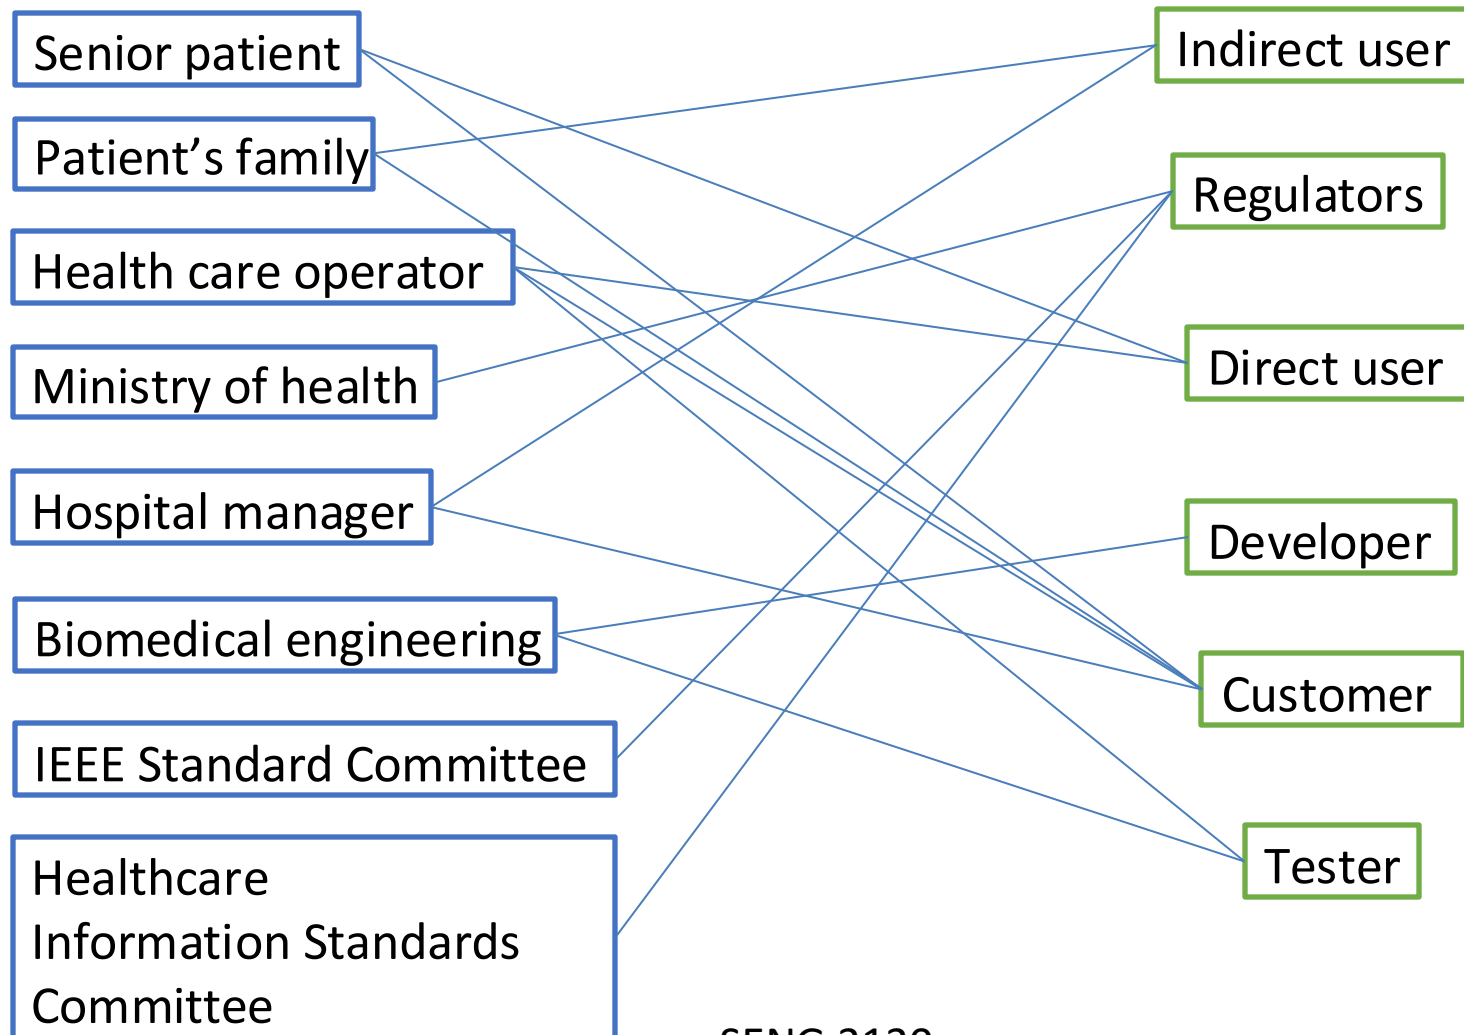 Senior patient
Patient’s family
Health care operator
Ministry of health
Hospital manager
Biomedical engineering
IEEE Standard Committee
Healthcare
Information Standards
Committee
Indirect user
Regulators
Direct user
Developer
Customer
Tester